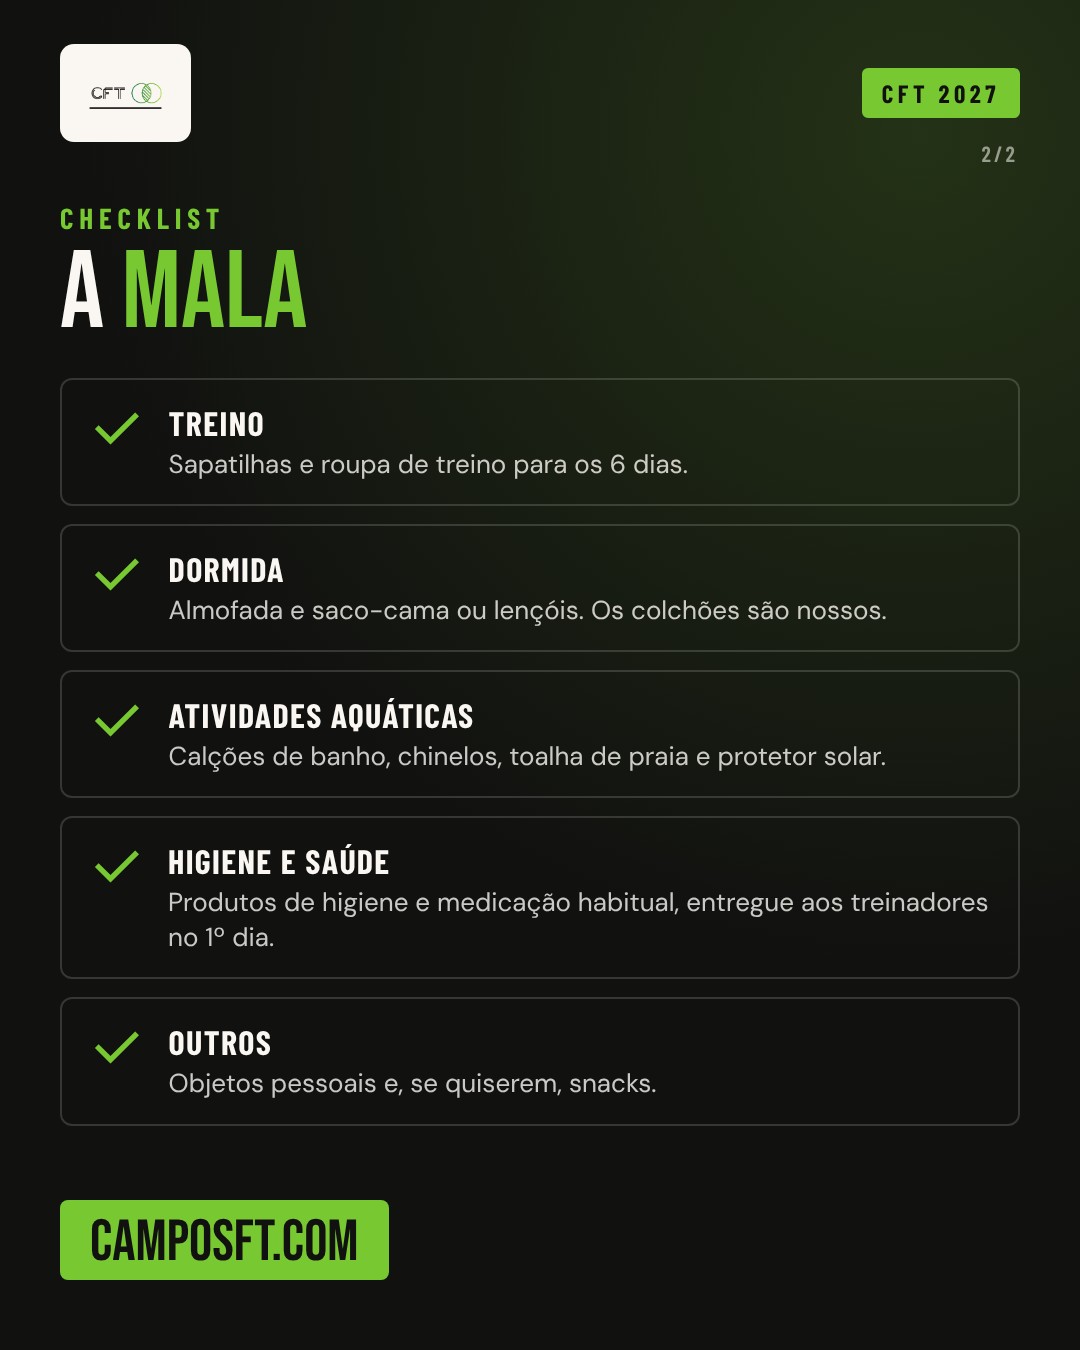 CFT
CFT 2027
2/2
CHECKLIST
A MALA
TREINO
Sapatilhas e roupa de treino para os 6 dias.
DORMIDA
Almofada e saco-cama ou lençóis. Os colchões são nossos.
ATIVIDADES AQUÁTICAS
Calções de banho, chinelos, toalha de praia e protetor solar.
HIGIENE E SAÚDE
Produtos de higiene e medicação habitual, entregue aos treinadores
no 1º dia.
OUTROS
Objetos pessoais e, se quiserem, snacks.
CAMPOSFT.COM